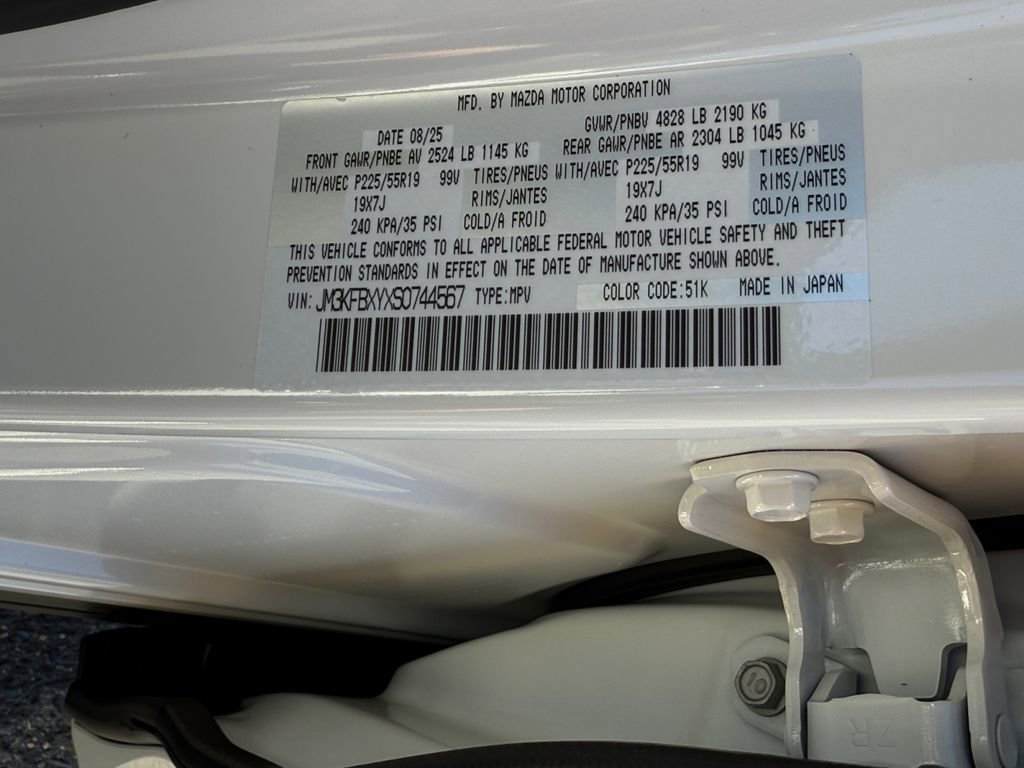 MFD. BY MAZDA MOTOR CORPORATION
DATE 08/25 GVWR/PNBV 4828 LB 2190 KG
FRONT GAWR/PNBE AV 2524 LB 1145 KG REAR GAWR/PNBE AR 2304 LB 1045 KG
WITH/AVEC P225/55R19 99V TIRES/PNEUS WITH/AVEC P225/55R19 99V TIRES/PNEUS
19X7J RIMS/JANTES 19X7J RIMS/JANTES
240 KPA/35 PSI COLD/A FROID 240 KPA/35 PSI COLD/A FROID
THIS VEHICLE CONFORMS TO ALL APPLICABLE FEDERAL MOTOR VEHICLE SAFETY AND THEFT
PREVENTION STANDARDS IN EFFECT ON THE DATE OF MANUFACTURE SHOWN ABOVE.
VIN: JM3KFBXYXS0744567 TYPE:MPV COLOR CODE:51K MADE IN JAPAN
10
ZR